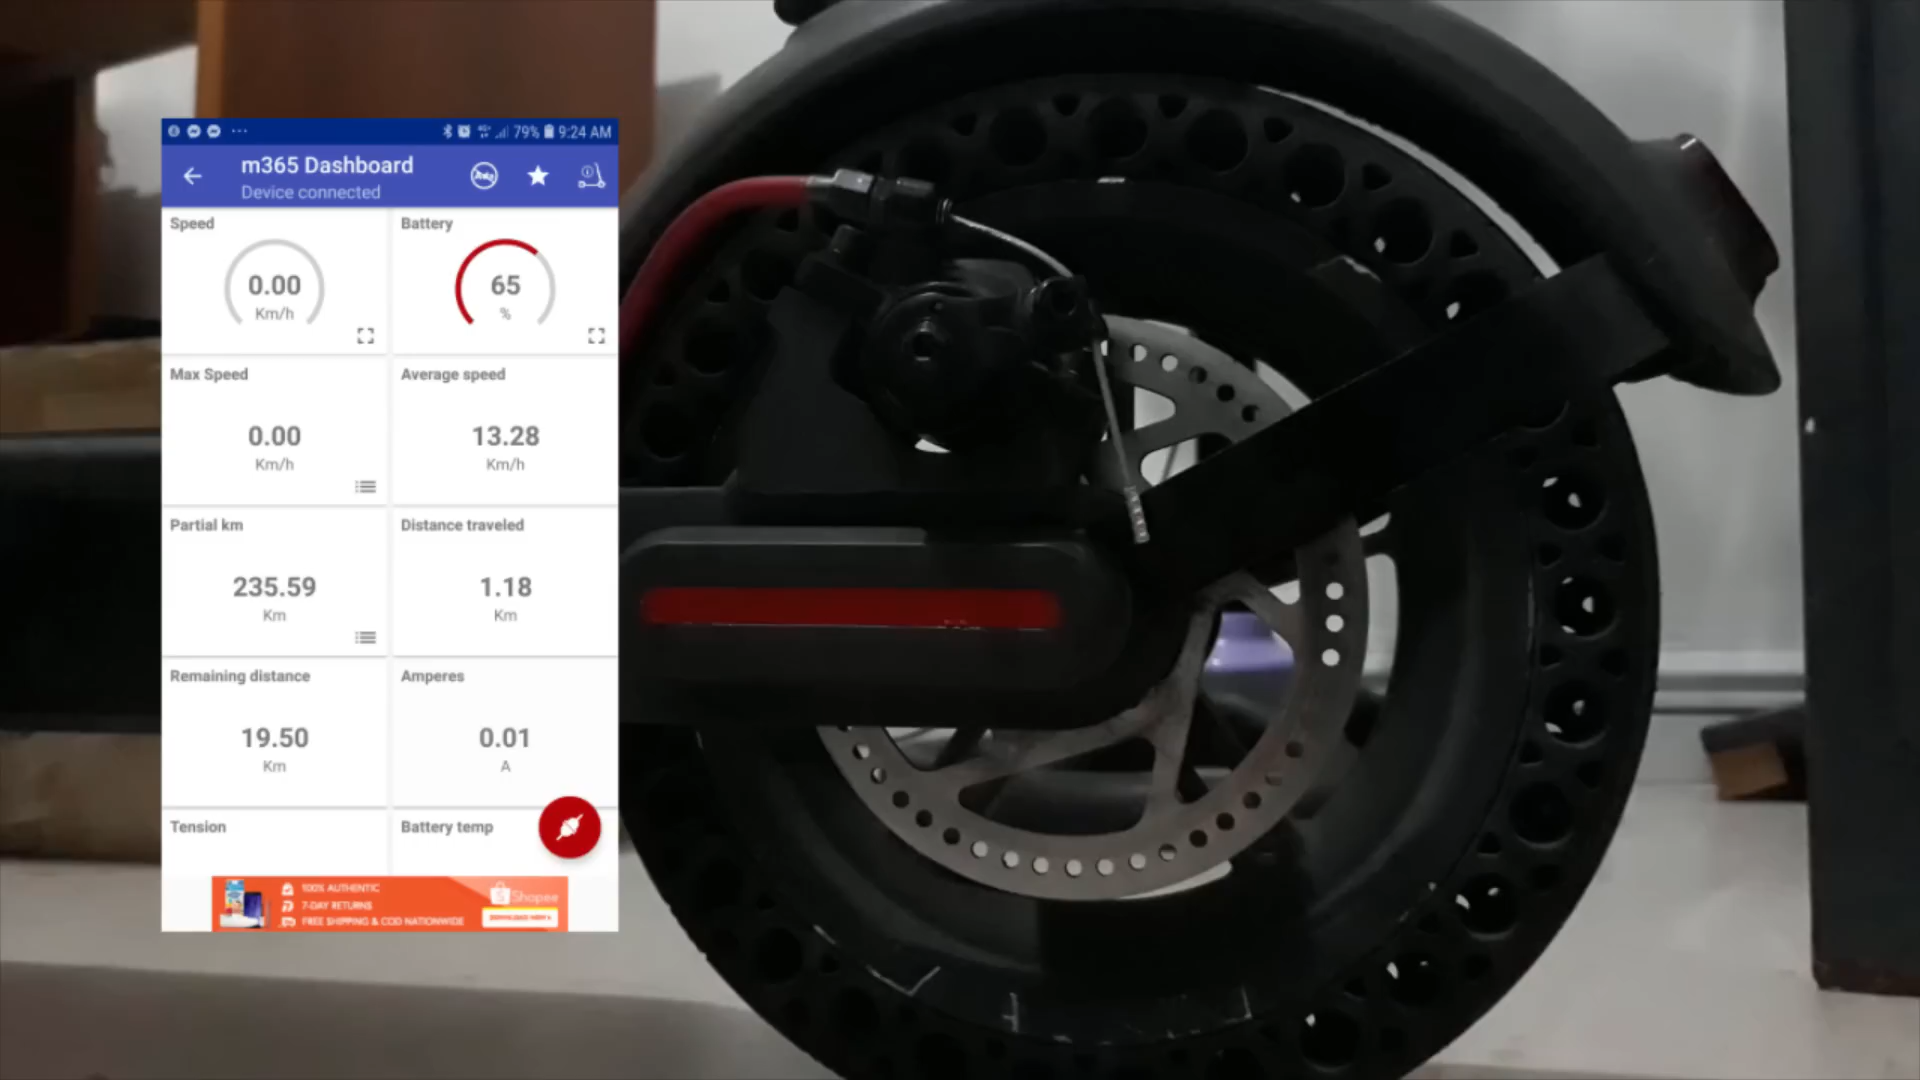 79% 9:24 AM
m365 Dashboard
Device connected
Speed
0.00
Km/h
Battery
65
%
Max Speed
0.00
Km/h
Average speed
13.28
Km/h
Partial km
235.59
Km
Distance traveled
1.18
Km
Remaining distance
19.50
Km
Amperes
0.01
A
Tension
Battery temp
100% AUTHENTIC
7-DAY RETURNS
FREE SHIPPING & COD NATIONWIDE
Shopee
DOWNLOAD NOW